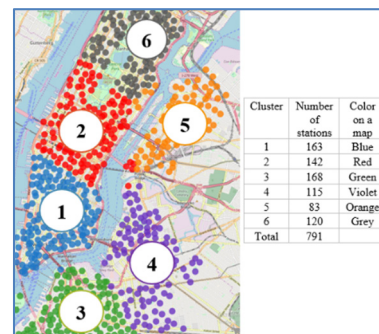 6
2
5
1
4
3
Cluster Number of stations Color on a map
1 163 Blue
2 142 Red
3 168 Green
4 115 Violet
5 83 Orange
6 120 Grey
Total 791